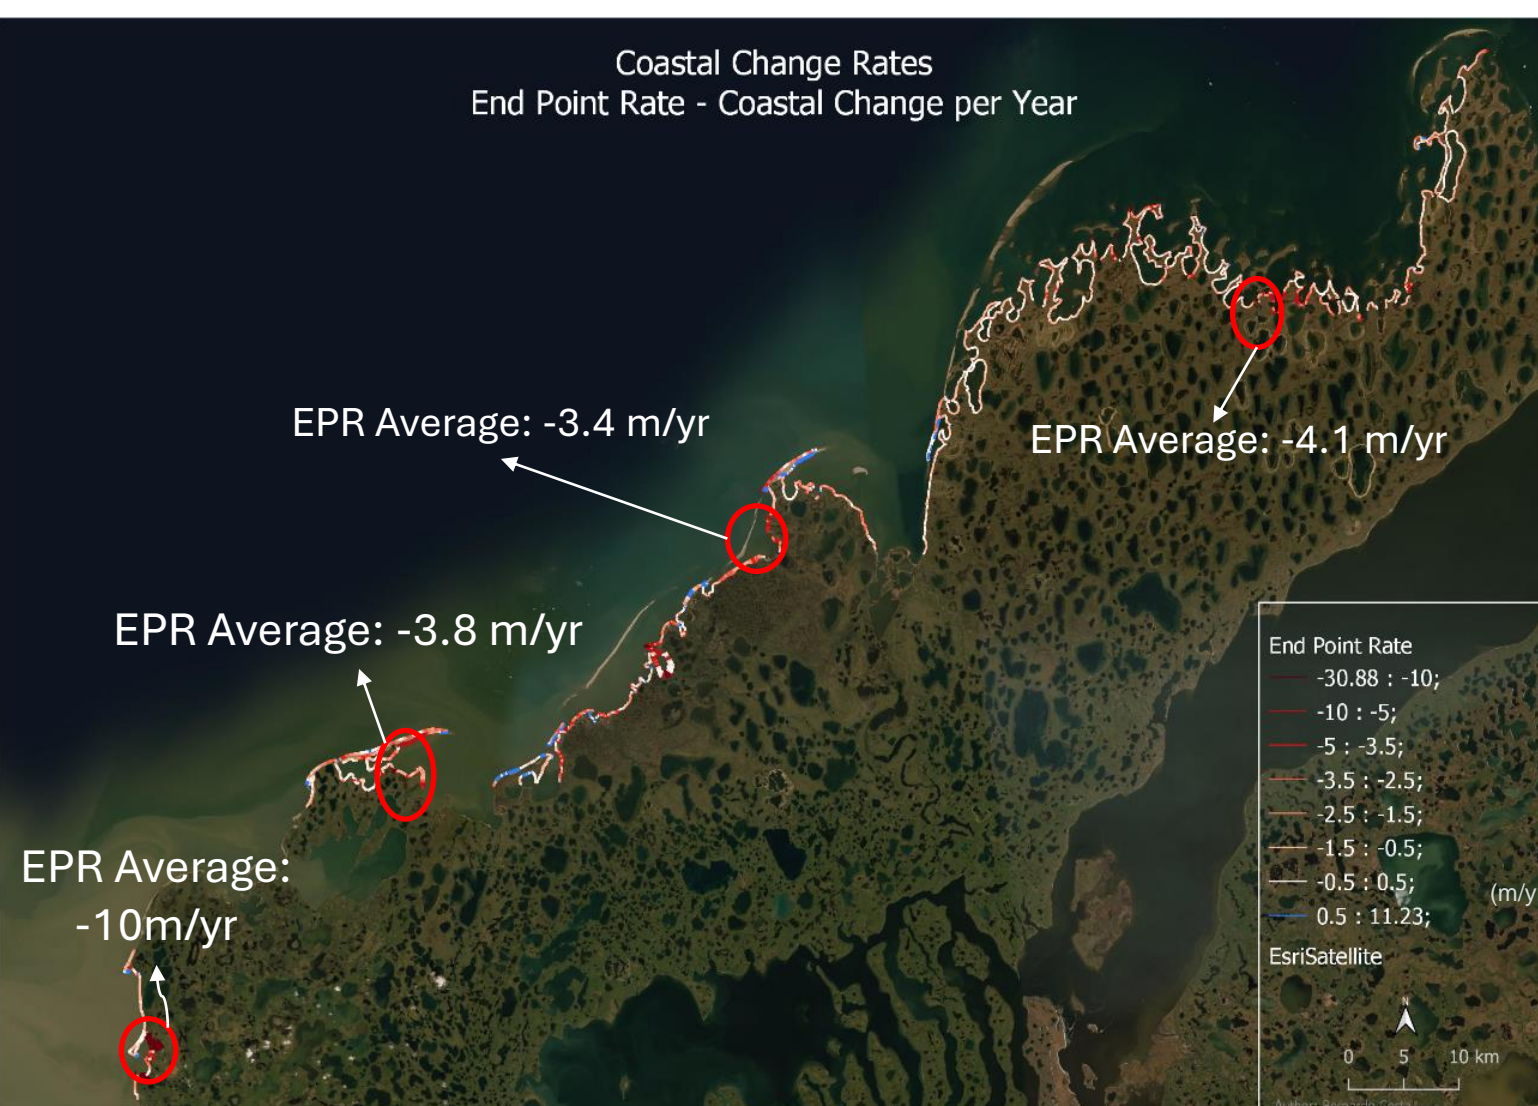 Coastal Change Rates
End Point Rate - Coastal Change per Year
EPR Average: -3.4 m/yr
EPR Average: -4.1 m/yr
EPR Average: -3.8 m/yr
EPR Average:
-10m/yr
End Point Rate
-30.88 : -10;
-10 : -5;
-5 : -3.5;
-3.5 : -2.5;
-2.5 : -1.5;
-1.5 : -0.5;
-0.5 : 0.5;
(m/y
0.5 : 11.23;
EsriSatellite
N
0 5 10 km